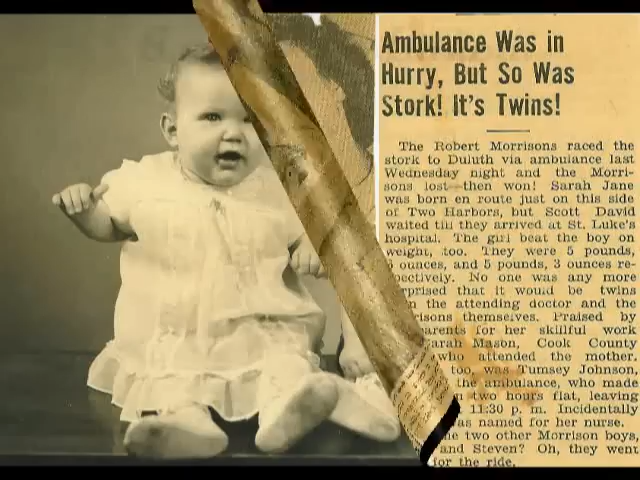 Ambulance Was in
Hurry, But So Was
Stork! It's Twins!
The Robert Morrisons raced the
stork to Duluth via ambulance last
Wednesday night and the Morri-
sons lost—then won! Sarah Jane
was born en route just on this side
of Two Harbors, but Scott David
waited till they arrived at St. Luke's
hospital. The girl beat the boy on
weight, too. They were 5 pounds,
ounces, and 5 pounds, 3 ounces re-
pectively. No one was any more
rprised that it would be twins
n the attending doctor and the
risons themselves. Praised by
parents for her skillful work
arah Mason, Cook County
who attended the mother.
too, was Tumsey Johnson,
the ambulance, who made
n two hours flat, leaving
11:30 p. m. Incidentally
as named for her nurse.
he two other Morrison boys,
and Steven? Oh, they went
for the ride.